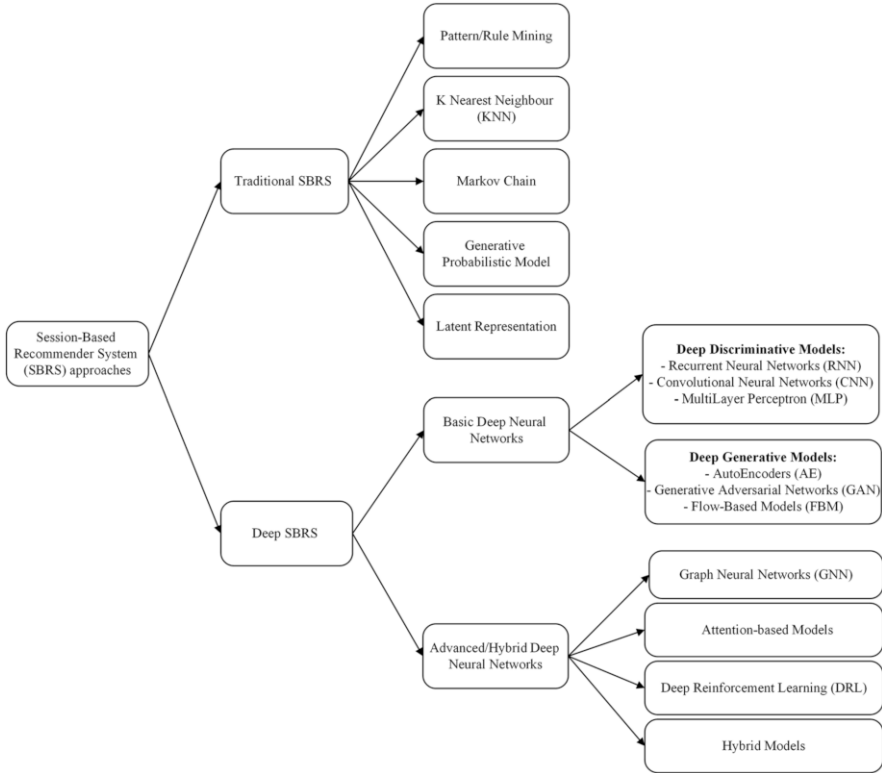 Pattern/Rule Mining
K Nearest Neighbour
(KNN)
Traditional SBRS
Markov Chain
Generative
Probabilistic Model
Latent Representation
Session-Based
Recommender System
(SBRS) approaches
Deep Discriminative Models:
- Recurrent Neural Networks (RNN)
- Convolutional Neural Networks (CNN)
- MultiLayer Perceptron (MLP)
Basic Deep Neural
Networks
Deep Generative Models:
- AutoEncoders (AE)
- Generative Adversarial Networks (GAN)
- Flow-Based Models (FBM)
Deep SBRS
Graph Neural Networks (GNN)
Attention-based Models
Advanced/Hybrid Deep
Neural Networks
Deep Reinforcement Learning (DRL)
Hybrid Models